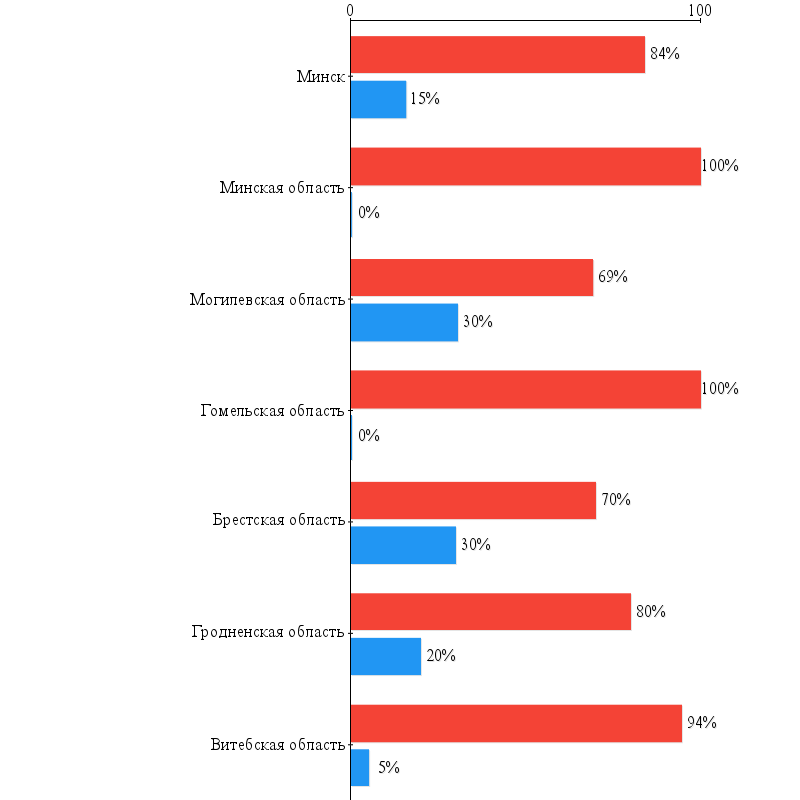 0 100
84%
Минск
15%
100%
Минская область
0%
69%
Могилевская область
30%
100%
Гомельская область
0%
70%
Брестская область
30%
80%
Гродненская область
20%
94%
Витебская область
5%